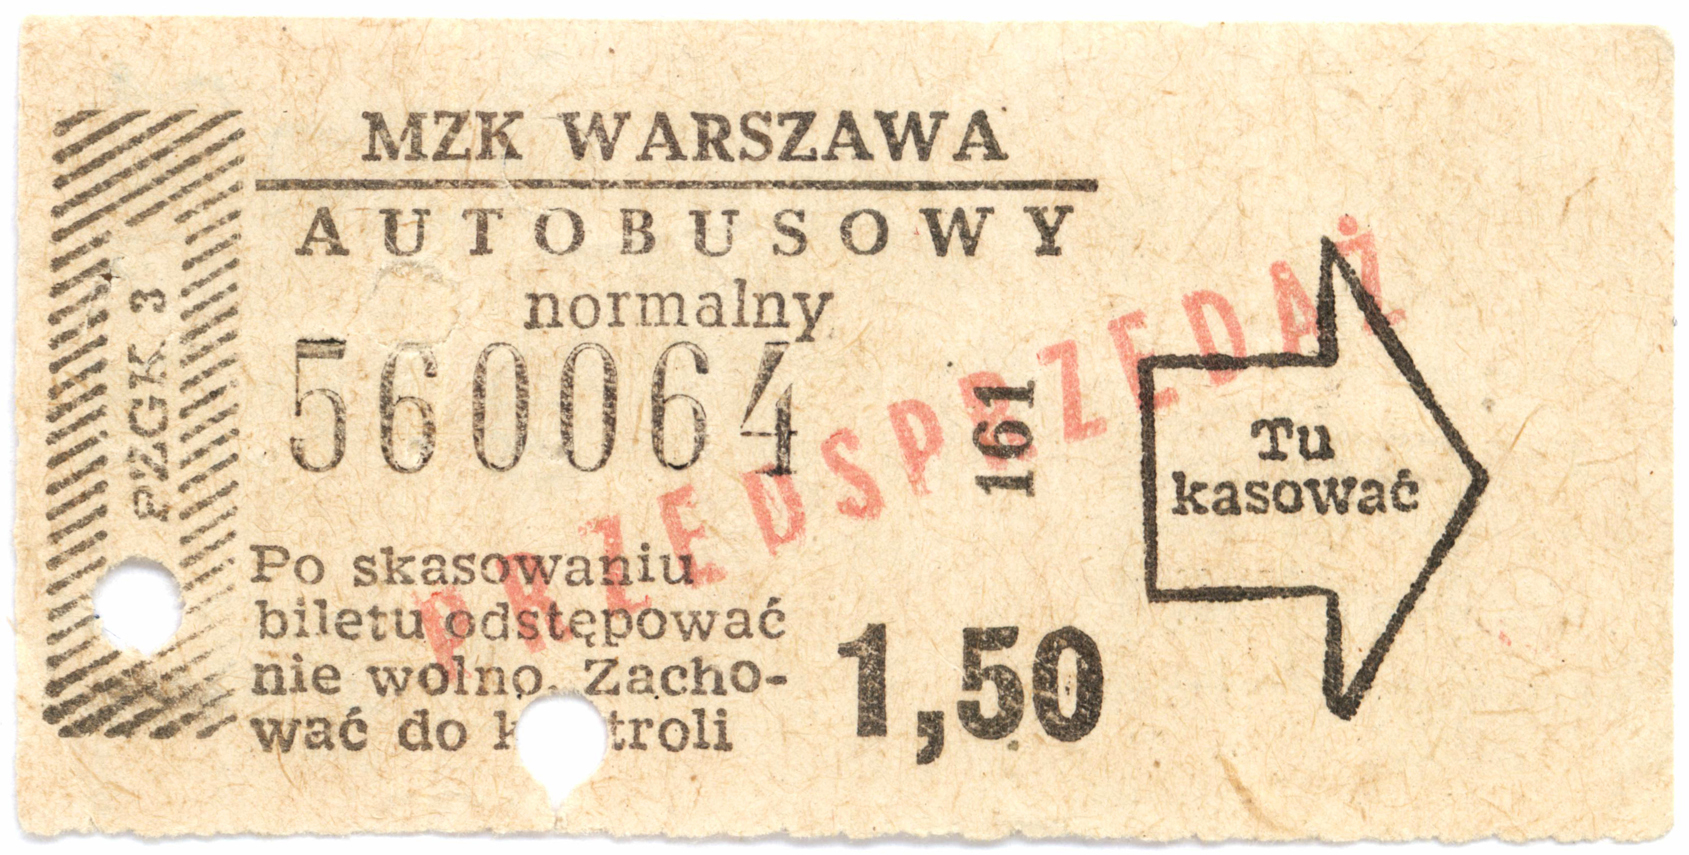 MZK WARSZAWA
AUTOBUSOWY
normalny
560064
PZGK 3
PRZEDSPRZEDAŻ
161
Tu
kasować
Po skasowaniu
biletu odstępować
nie wolno. Zacho-
wać do kontroli
1,50